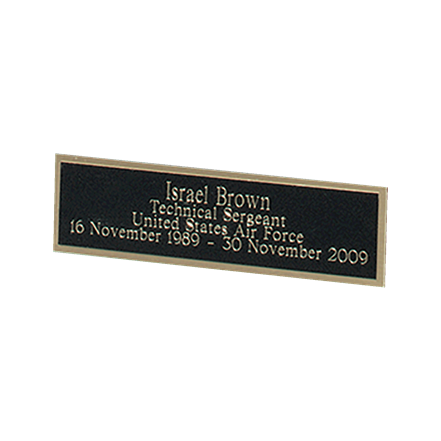 Israel Brown
Technical Sergeant
United States Air Force
16 November 1989 - 30 November 2009